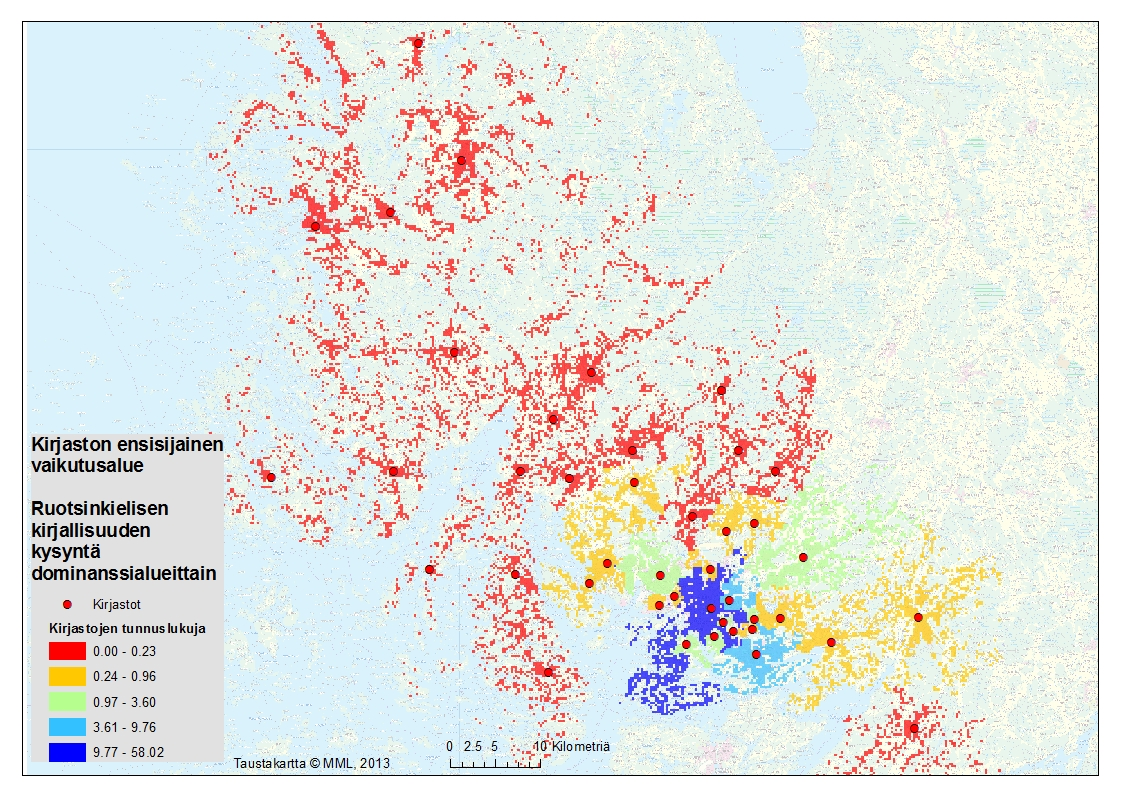 Kirjaston ensisijainen
vaikutusalue
Ruotsinkielisen
kirjallisuuden
kysyntä
dominanssialueittain
Kirjastot
Kirjastojen tunnuslukuja
0.00 - 0.23
0.24 - 0.96
0.97 - 3.60
3.61 - 9.76
9.77 - 58.02
Taustakartta © MML, 2013
0 2.5 5 10 Kilometriä